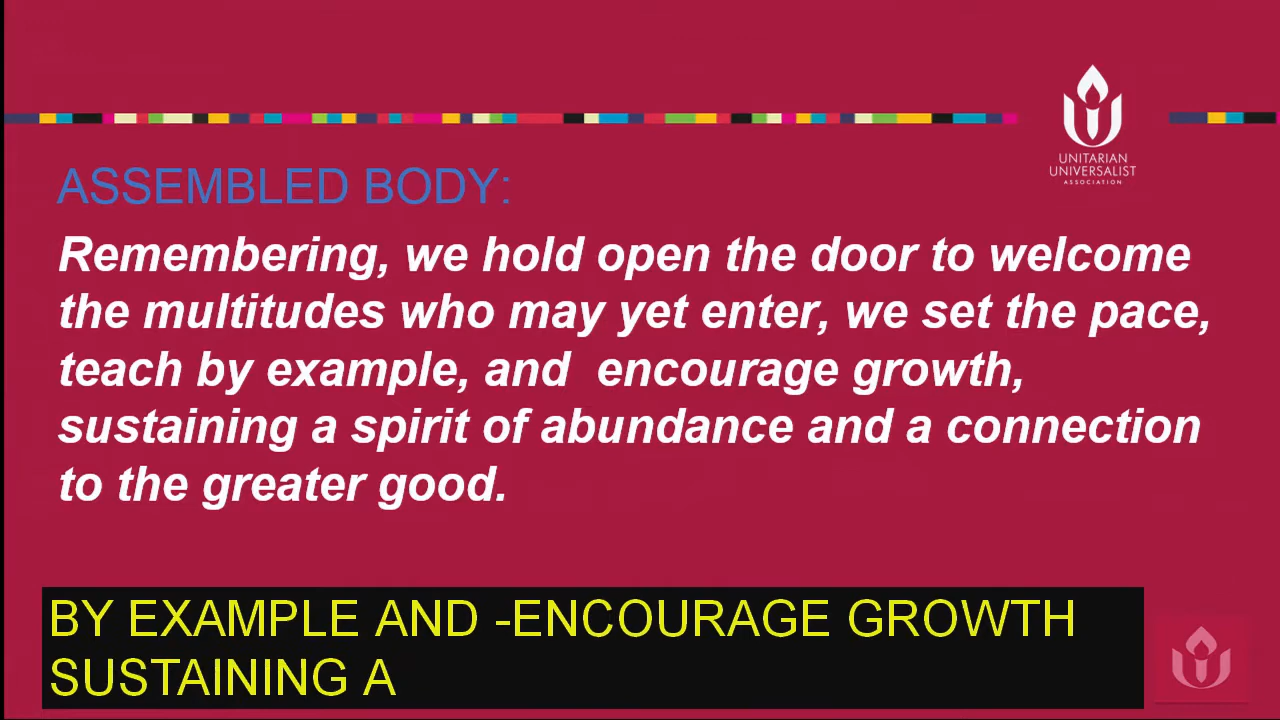 UNITARIAN
UNIVERSALIST
ASSOCIATION
ASSEMBLED BODY:
Remembering, we hold open the door to welcome
the multitudes who may yet enter, we set the pace,
teach by example, and  encourage growth,
sustaining a spirit of abundance and a connection
to the greater good.
BY EXAMPLE AND -ENCOURAGE GROWTH
SUSTAINING A